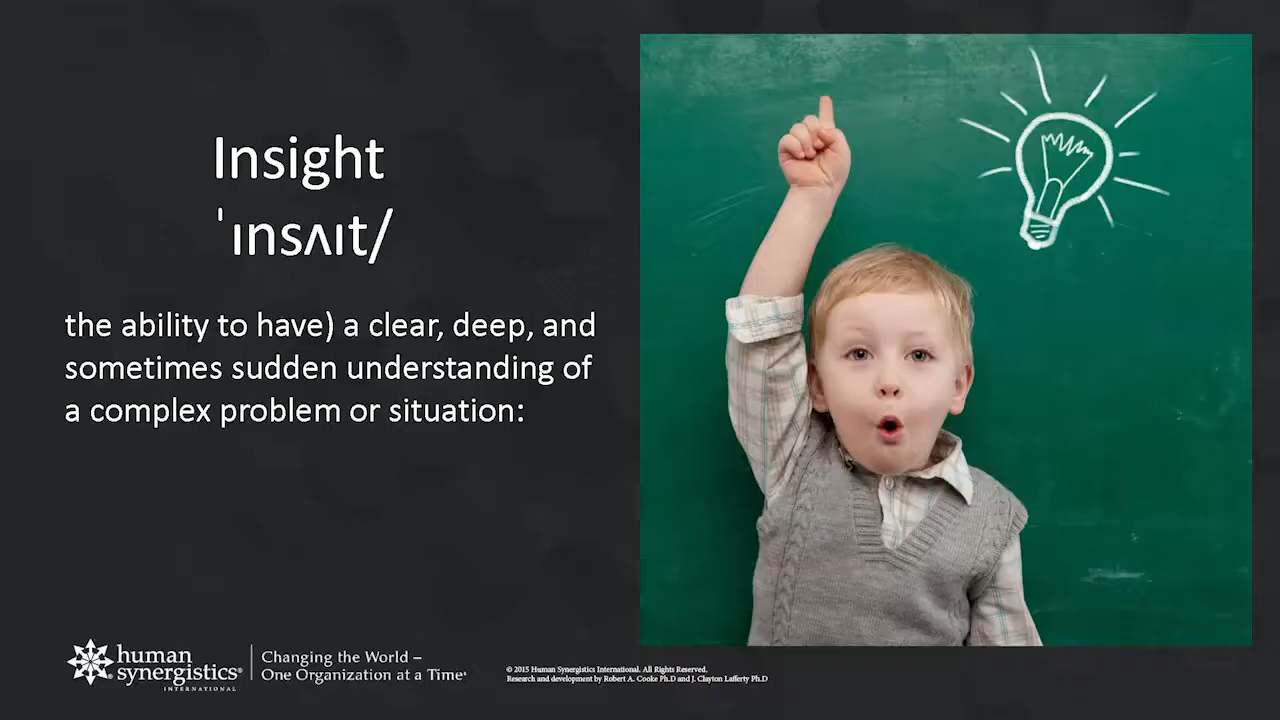 Insight
ˈɪnsʌɪt/
the ability to have) a clear, deep, and
sometimes sudden understanding of
a complex problem or situation:
human
synergistics®
INTERNATIONAL
Changing the World –
One Organization at a Time®
© 2015 Human Synergistics International. All Rights Reserved.
Research and development by Robert A. Cooke Ph.D and J. Clayton Lafferty Ph.D